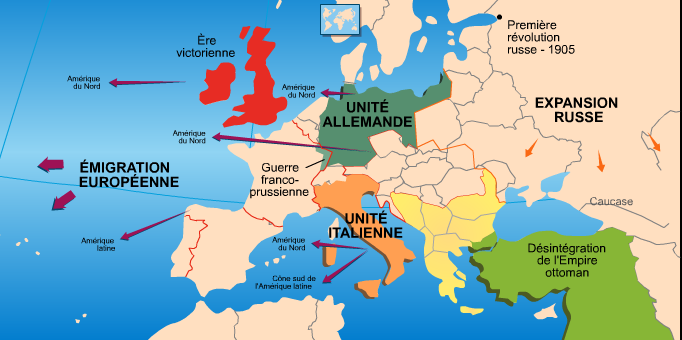 Première
révolution
russe - 1905
Ère
victorienne
Amérique
du Nord
Amérique
du Nord
UNITÉ
ALLEMANDE
EXPANSION
RUSSE
Amérique
du Nord
ÉMIGRATION
EUROPÉENNE
Guerre
franco-
prussienne
Caucase
UNITÉ
ITALIENNE
Amérique
latine
Amérique
du Nord
Désintégration
de l'Empire
ottoman
Cône sud de
l'Amérique latine